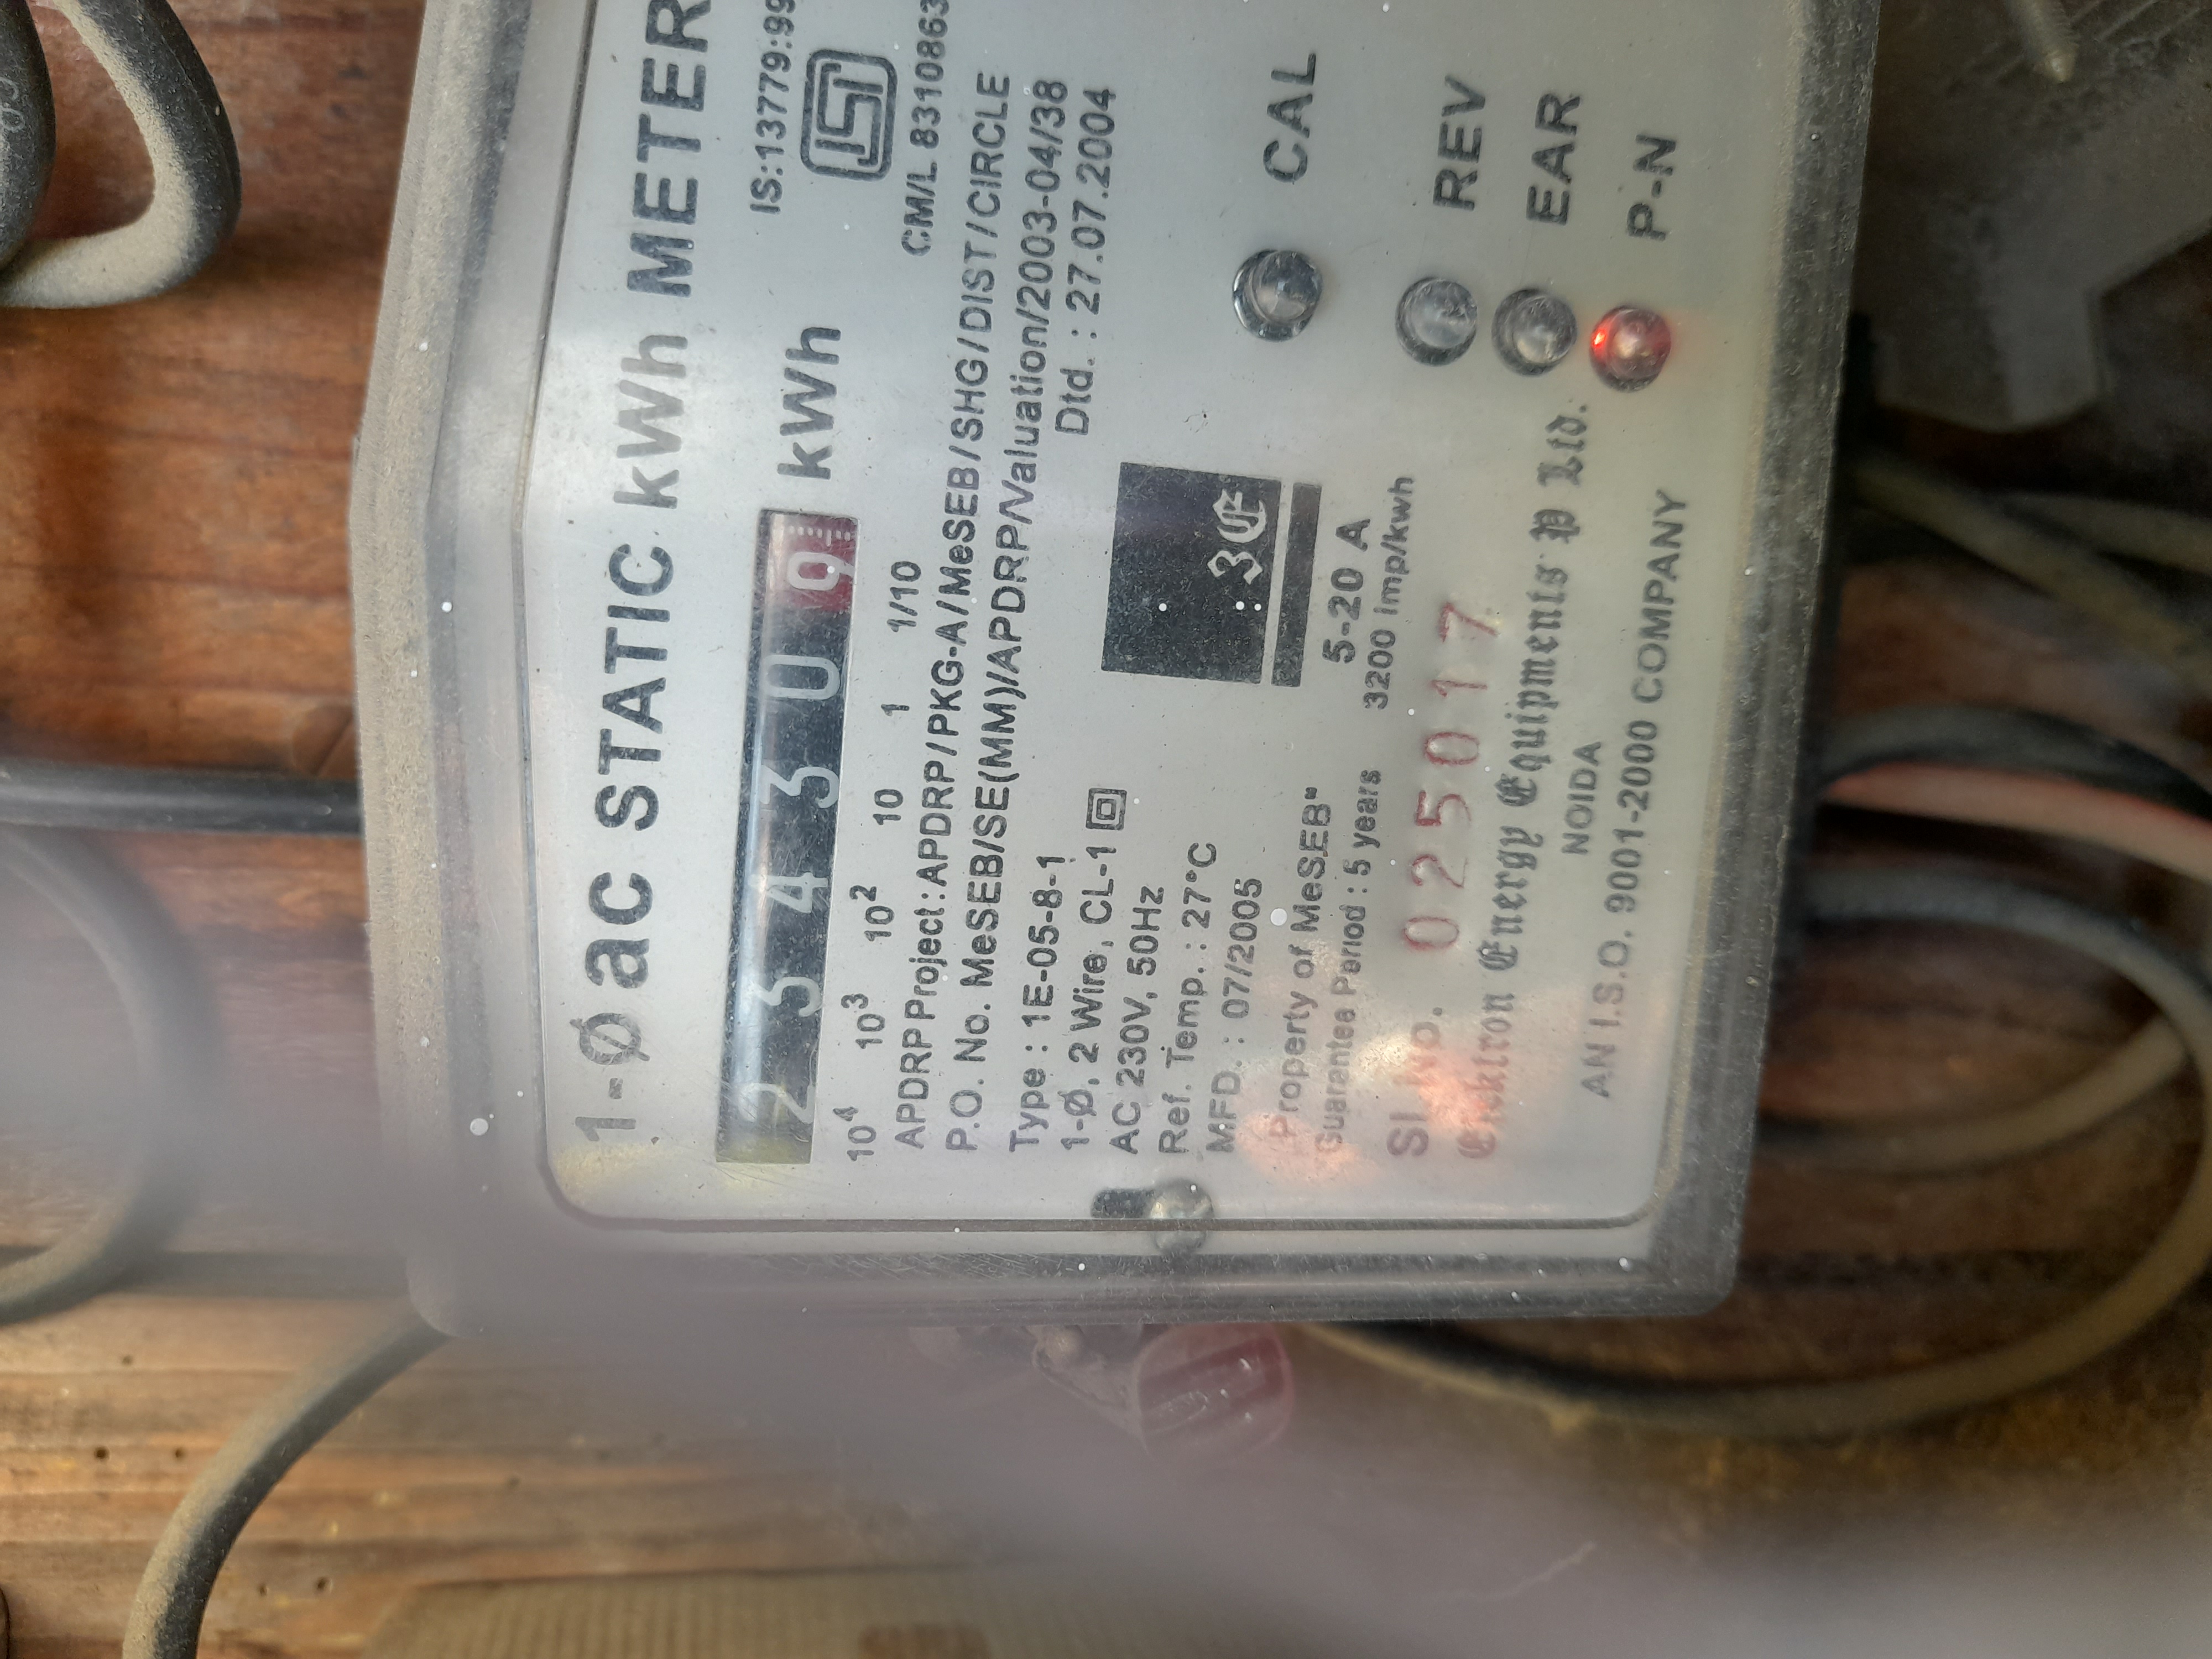 1-Ø ac STATIC kWh METER
2 3 4 3 0 9 kWh
10⁴ 10³ 10² 10 1 1/10
IS:13779:99
ISI
CM/L 8310863
APDRP Project:APDRP/PKG-A/MeSEB/SHG/DIST/CIRCLE
P.O. No. MeSEB/SE(MM)/APDRP/Valuation/2003-04/38
Dtd. : 27.07.2004
Type : 1E-05-8-1
1-Ø, 2 Wire, CL-1
AC 230V, 50Hz
Ref. Temp. : 27°C
MFD. : 07/2005
3E
5-20 A
3200 imp/kwh
"Property of MeSEB"
Guarantee Period : 5 years
CAL
REV
EAR
P-N
Sl. No. 025017
Elektron Energy Equipments P Ltd.
NOIDA
AN I.S.O. 9001-2000 COMPANY